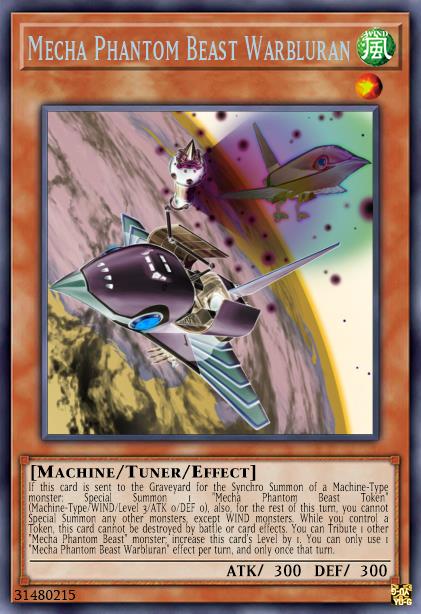 MECHA PHANTOM BEAST WARBLURAN
WIND
風
[MACHINE/TUNER/EFFECT]
If this card is sent to the Graveyard for the Synchro Summon of a Machine-Type
monster: Special Summon 1 "Mecha Phantom Beast Token"
(Machine-Type/WIND/Level 3/ATK 0/DEF 0), also, for the rest of this turn, you cannot
Special Summon any other monsters, except WIND monsters. While you control a
Token, this card cannot be destroyed by battle or card effects. You can Tribute 1 other
"Mecha Phantom Beast" monster; increase this card's Level by 1. You can only use 1
"Mecha Phantom Beast Warbluran" effect per turn, and only once that turn.
ATK/ 300 DEF/ 300
31480215